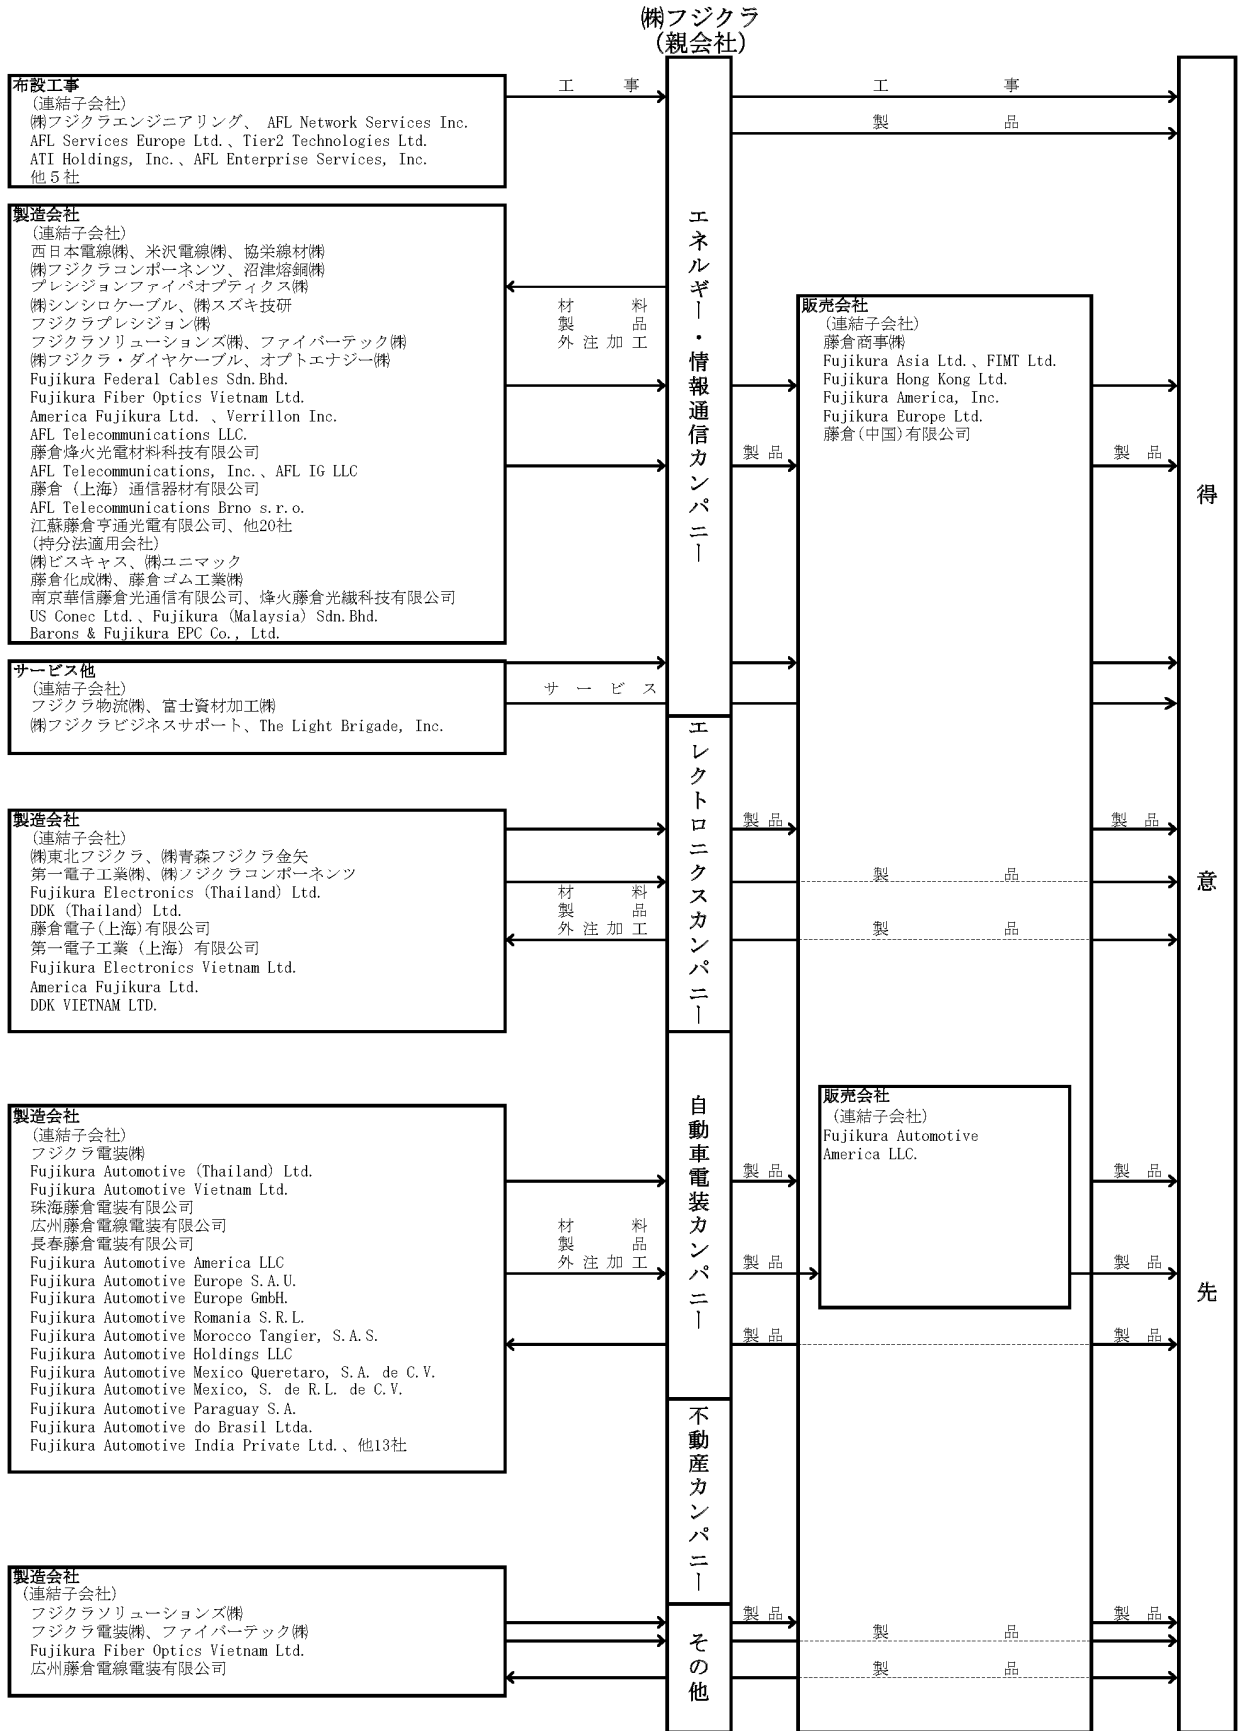 ㈱フジクラ
(親会社)
布設工事
(連結子会社)
㈱フジクラエンジニアリング、 AFL Network Services Inc.
AFL Services Europe Ltd.、Tier2 Technologies Ltd.
ATI Holdings, Inc.、AFL Enterprise Services, Inc.
他５社
工 事
工 事
製 品
製造会社
(連結子会社)
西日本電線㈱、米沢電線㈱、協栄線材㈱
㈱フジクラコンポーネンツ、沼津熔銅㈱
プレシジョンファイバオプティクス㈱
㈱シンシロケーブル、㈱スズキ技研
フジクラプレシジョン㈱
フジクラソリューションズ㈱、ファイバーテック㈱
㈱フジクラ・ダイヤケーブル、オプトエナジー㈱
Fujikura Federal Cables Sdn.Bhd.
Fujikura Fiber Optics Vietnam Ltd.
America Fujikura Ltd. 、Verrillon Inc.
AFL Telecommunications LLC.
藤倉烽火光電材料科技有限公司
AFL Telecommunications, Inc.、AFL IG LLC
藤倉（上海）通信器材有限公司
AFL Telecommunications Brno s.r.o.
江蘇藤倉亨通光電有限公司、他20社
(持分法適用会社)
㈱ビスキャス、㈱ユニマック
藤倉化成㈱、藤倉ゴム工業㈱
南京華信藤倉光通信有限公司、烽火藤倉光繊科技有限公司
US Conec Ltd.、Fujikura (Malaysia) Sdn.Bhd.
Barons & Fujikura EPC Co., Ltd.
材 料
製 品
外 注 加 工
エネルギー・情報通信カンパニー
製 品
販売会社
(連結子会社)
藤倉商事㈱
Fujikura Asia Ltd.、FIMT Ltd.
Fujikura Hong Kong Ltd.
Fujikura America, Inc.
Fujikura Europe Ltd.
藤倉(中国)有限公司
製 品
得意先
サービス他
(連結子会社)
フジクラ物流㈱、富士資材加工㈱
㈱フジクラビジネスサポート、The Light Brigade, Inc.
サ ー ビ ス
製造会社
(連結子会社)
㈱東北フジクラ、㈱青森フジクラ金矢
第一電子工業㈱、㈱フジクラコンポーネンツ
Fujikura Electronics (Thailand) Ltd.
DDK (Thailand) Ltd.
藤倉電子(上海)有限公司
第一電子工業（上海）有限公司
Fujikura Electronics Vietnam Ltd.
America Fujikura Ltd.
DDK VIETNAM LTD.
材 料
製 品
外 注 加 工
エレクトロニクスカンパニー
製 品
製 品
製 品
製 品
製造会社
(連結子会社)
フジクラ電装㈱
Fujikura Automotive (Thailand) Ltd.
Fujikura Automotive Vietnam Ltd.
珠海藤倉電装有限公司
広州藤倉電線電装有限公司
長春藤倉電装有限公司
Fujikura Automotive America LLC
Fujikura Automotive Europe S.A.U.
Fujikura Automotive Europe GmbH.
Fujikura Automotive Romania S.R.L.
Fujikura Automotive Morocco Tangier, S.A.S.
Fujikura Automotive Holdings LLC
Fujikura Automotive Mexico Queretaro, S.A. de C.V.
Fujikura Automotive Mexico, S. de R.L. de C.V.
Fujikura Automotive Paraguay S.A.
Fujikura Automotive do Brasil Ltda.
Fujikura Automotive India Private Ltd.、他13社
材 料
製 品
外 注 加 工
自動車電装カンパニー
製 品
製 品
製 品
販売会社
(連結子会社)
Fujikura Automotive
America LLC.
製 品
製 品
製 品
不動産カンパニー
製造会社
(連結子会社)
フジクラソリューションズ㈱
フジクラ電装㈱、ファイバーテック㈱
Fujikura Fiber Optics Vietnam Ltd.
広州藤倉電線電装有限公司
その他
製 品
製 品
製 品
製 品